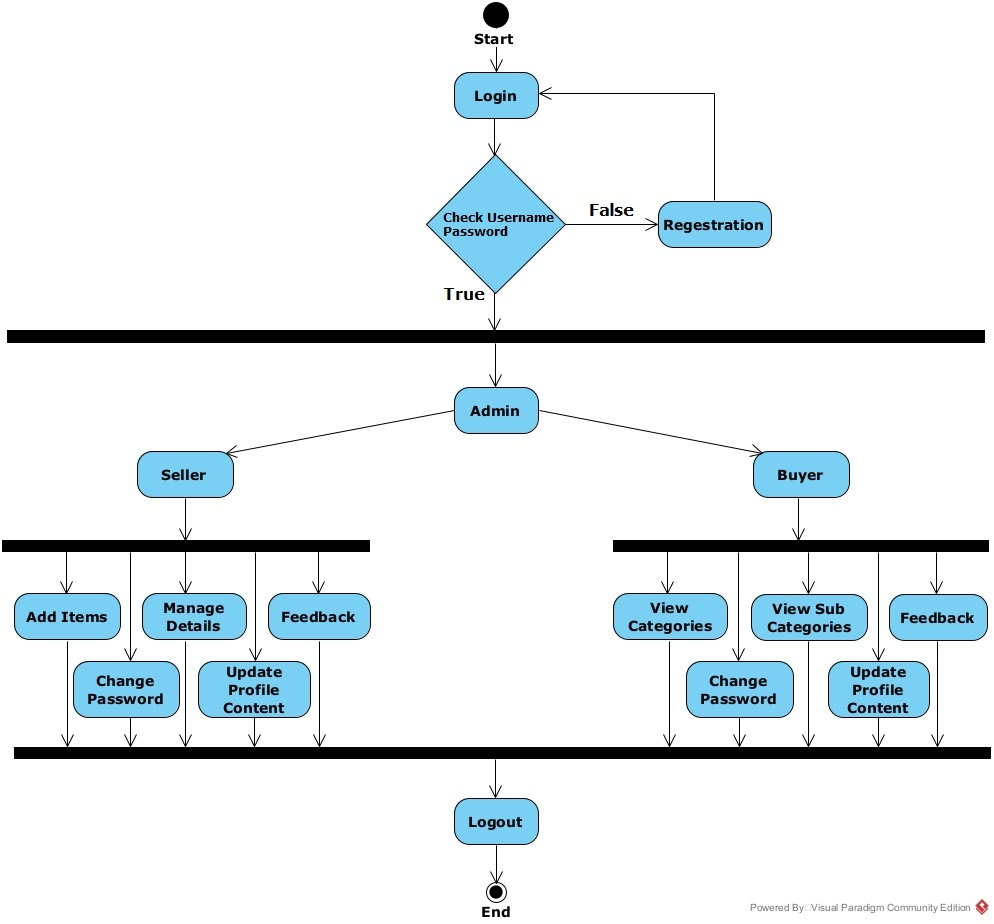 Start
Login
Check Username
Password
False
Regestration
True
Admin
Seller
Buyer
Add Items
Manage
Details
Feedback
Change
Password
Update
Profile
Content
View
Categories
View Sub
Categories
Feedback
Change
Password
Update
Profile
Content
Logout
End
Powered By Visual Paradigm Community Edition